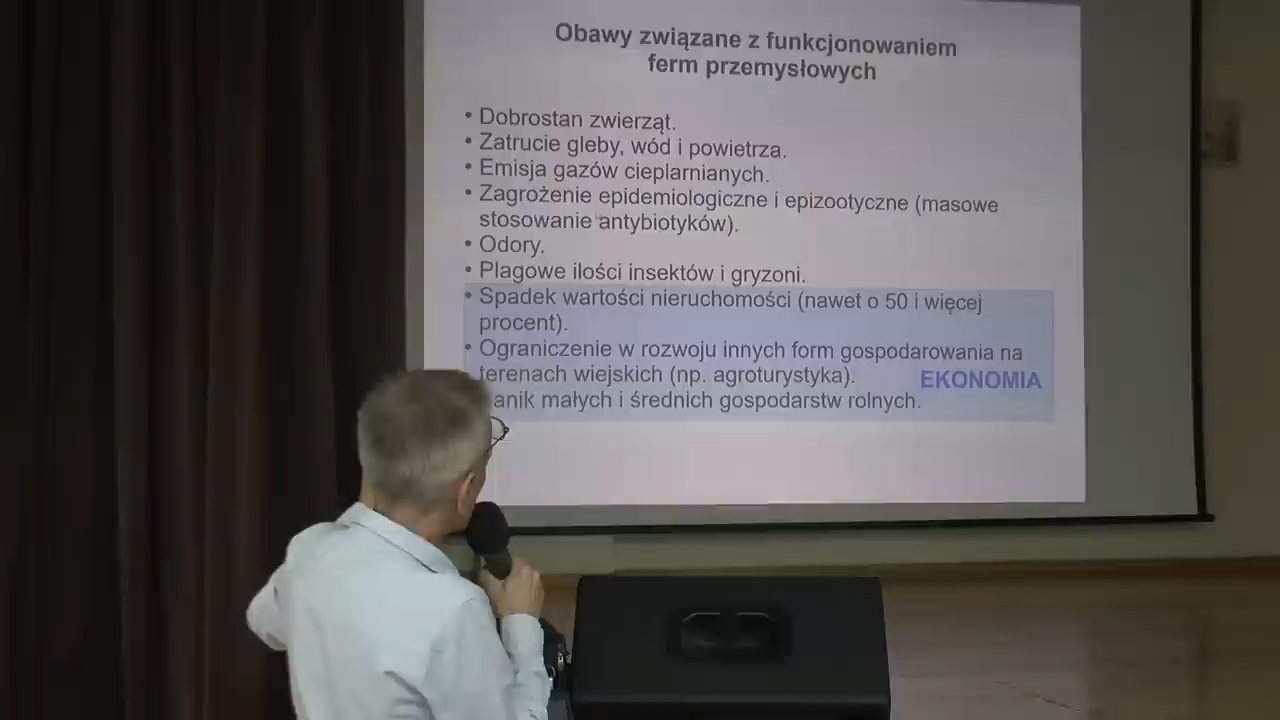 Obawy związane z funkcjonowaniem
ferm przemysłowych
• Dobrostan zwierząt.
• Zatrucie gleby, wód i powietrza.
• Emisja gazów cieplarnianych.
• Zagrożenie epidemiologiczne i epizootyczne (masowe
stosowanie antybiotyków).
• Odory.
• Plagowe ilości insektów i gryzoni.
• Spadek wartości nieruchomości (nawet o 50 i więcej
procent).
• Ograniczenie w rozwoju innych form gospodarowania na
terenach wiejskich (np. agroturystyka).
EKONOMIA
małych i średnich gospodarstw rolnych.